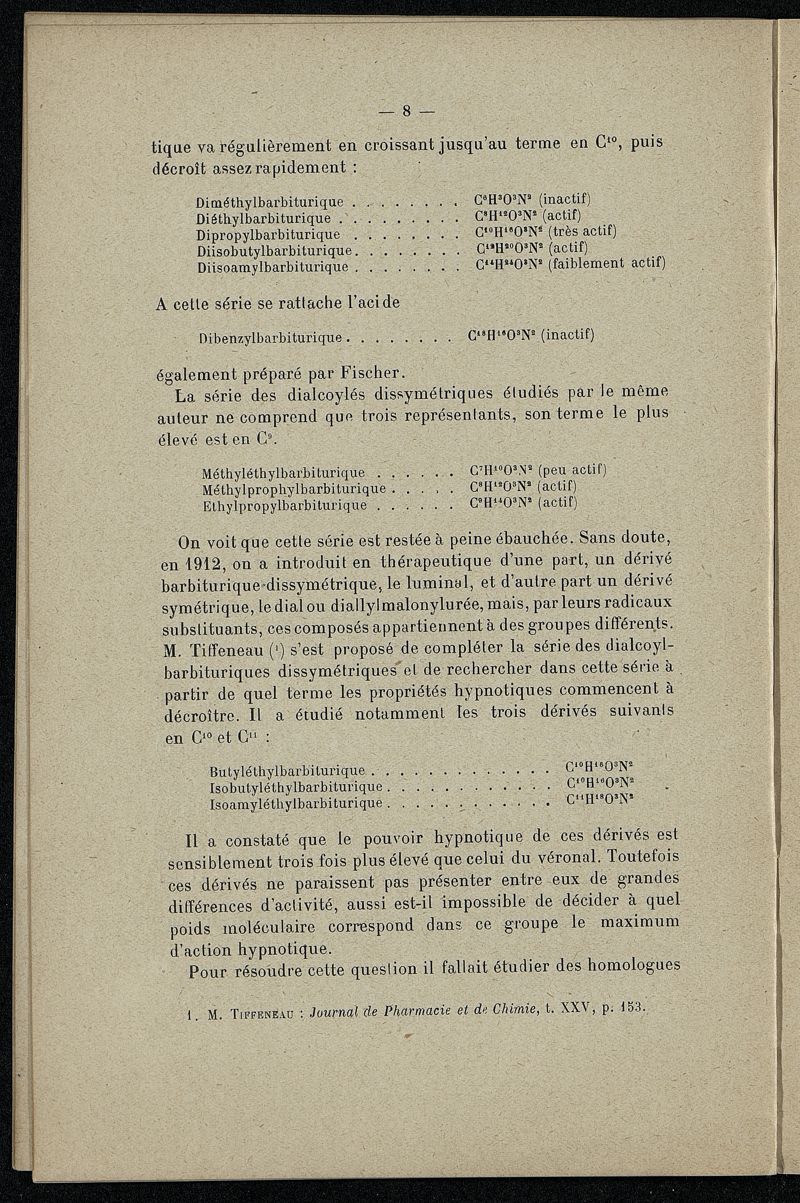 — 8 —
tique va régulièrement en croissant jusqu'au terme en C¹⁰, puis
décroît assez rapidement :
Diméthylbarbiturique . . . . . . . . C⁶H⁸O³N² (inactif)
Diéthylbarbiturique . . . . . . . . . C⁸H¹²O³N² (actif)
Dipropylbarbiturique . . . . . . . . C¹⁰H¹⁶O³N² (très actif)
Diisobutylbarbiturique. . . . . . . . C¹²H²⁰O³N² (actif)
Diisoamylbarbiturique . . . . . . . . C¹⁴H²⁴O³N² (faiblement actif)
A cette série se rattache l'acide
Dibenzylbarbiturique . . . . . . . . C¹⁸H¹⁶O³N² (inactif)
également préparé par Fischer.
La série des dialcoylés dissymétriques étudiés par le même
auteur ne comprend que trois représentants, son terme le plus
élevé est en C⁹.
Méthyléthylbarbiturique . . . . . . C⁷H¹⁰O³N² (peu actif)
Méthylprophylbarbiturique . . . . . C⁸H¹²O³N² (actif)
Ethylpropylbarbiturique . . . . . . C⁹H¹⁴O³N² (actif)
On voit que cette série est restée à peine ébauchée. Sans doute,
en 1912, on a introduit en thérapeutique d'une part, un dérivé
barbiturique dissymétrique, le luminal, et d'autre part un dérivé
symétrique, le dial ou diallylmalonylurée, mais, par leurs radicaux
substituants, ces composés appartiennent à des groupes différents.
M. Tiffeneau (¹) s'est proposé de compléter la série des dialcoyl-
barbituriques dissymétriques et de rechercher dans cette série à
partir de quel terme les propriétés hypnotiques commencent à
décroître. Il a étudié notamment les trois dérivés suivants
en C¹⁰ et C¹¹ :
Butyléthylbarbiturique . . . . . . . . . . . . . C¹⁰H¹⁶O³N²
Isobutyléthylbarbiturique . . . . . . . . . . . . C¹⁰H¹⁶O³N²
Isoamyléthylbarbiturique . . . . . . . . . . . . C¹¹H¹⁸O³N²
Il a constaté que le pouvoir hypnotique de ces dérivés est
sensiblement trois fois plus élevé que celui du véronal. Toutefois
ces dérivés ne paraissent pas présenter entre eux de grandes
différences d'activité, aussi est-il impossible de décider à quel
poids moléculaire correspond dans ce groupe le maximum
d'action hypnotique.
Pour résoudre cette question il fallait étudier des homologues
1. M. TIFFENEAU : Journal de Pharmacie et de Chimie, t. XXV, p. 153.